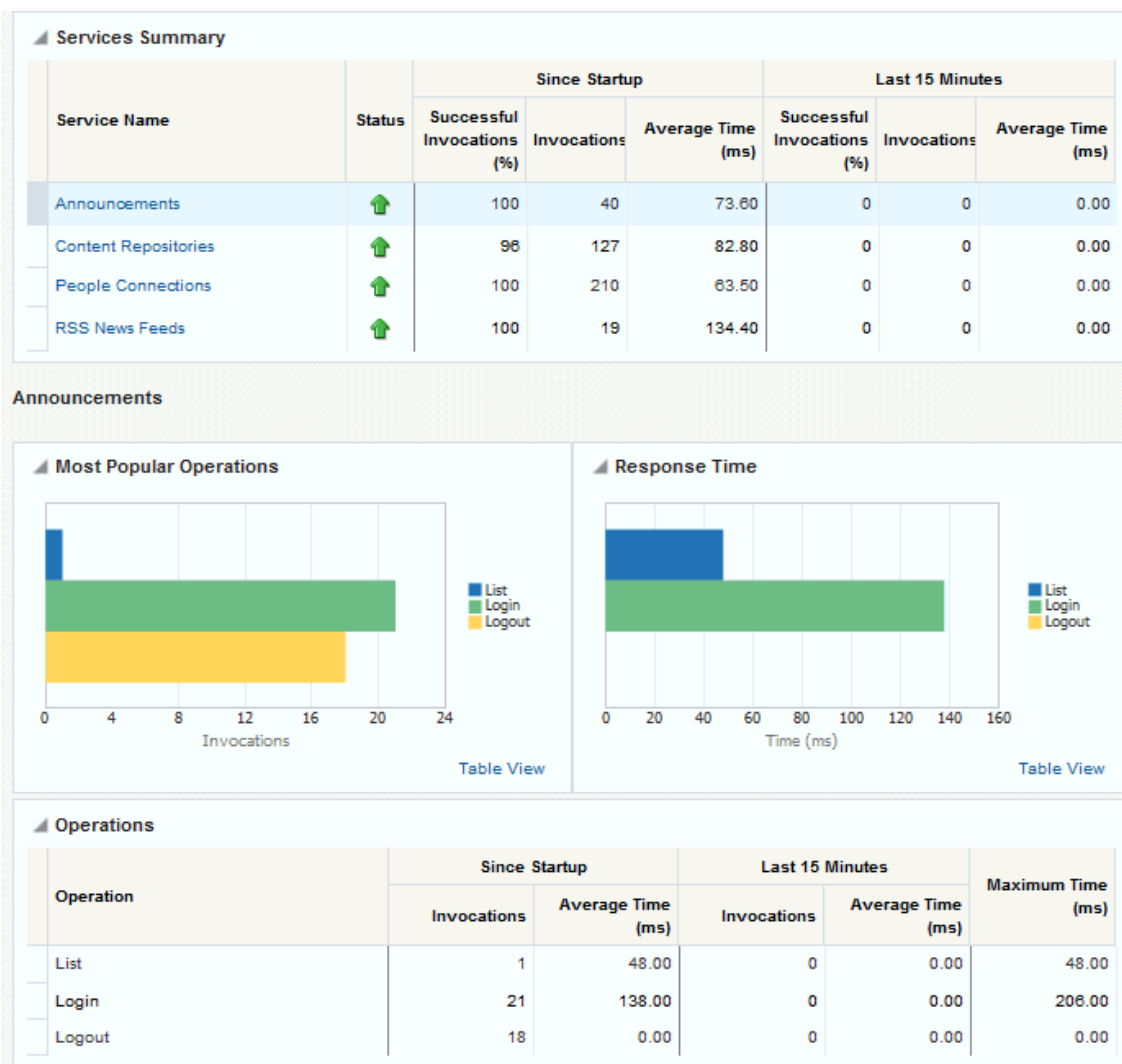 Services Summary
Since Startup Last 15 Minutes
Service Name Status Successful Invocations (%) Invocations Average Time (ms) Successful Invocations (%) Invocations Average Time (ms)
Announcements 100 40 73.60 0 0 0.00
Content Repositories 96 127 82.80 0 0 0.00
People Connections 100 210 63.50 0 0 0.00
RSS News Feeds 100 19 134.40 0 0 0.00
Announcements
Most Popular Operations
List
Login
Logout
0 4 8 12 16 20 24
Invocations
Table View
Response Time
List
Login
Logout
0 20 40 60 80 100 120 140 160
Time (ms)
Table View
Operations
Since Startup Last 15 Minutes
Operation Invocations Average Time (ms) Invocations Average Time (ms) Maximum Time (ms)
List 1 48.00 0 0.00 48.00
Login 21 138.00 0 0.00 206.00
Logout 18 0.00 0 0.00 0.00